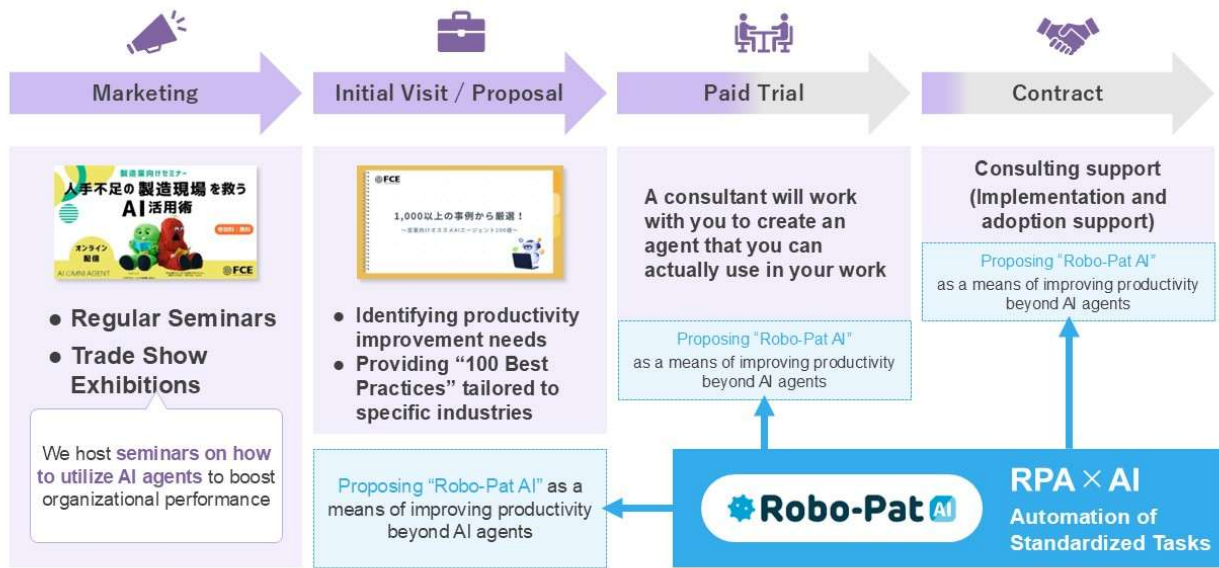 Marketing
Initial Visit / Proposal
Paid Trial
Contract
製造業向けセミナー
人手不足の製造現場を救う
AI活用術
参加料:無料
オンライン
配信
AI OMNI AGENT
FCE
● Regular Seminars
● Trade Show
Exhibitions
We host seminars on how
to utilize AI agents to boost
organizational performance
FCE
1,000以上の事例から厳選!
● Identifying productivity
improvement needs
● Providing “100 Best
Practices” tailored to
specific industries
Proposing “Robo-Pat AI” as a
means of improving productivity
beyond AI agents
A consultant will work
with you to create an
agent that you can
actually use in your work
Proposing “Robo-Pat AI”
as a means of improving productivity
beyond AI agents
Consulting support
(Implementation and
adoption support)
Proposing “Robo-Pat AI”
as a means of improving productivity
beyond AI agents
Robo-Pat AI
RPA × AI
Automation of
Standardized Tasks